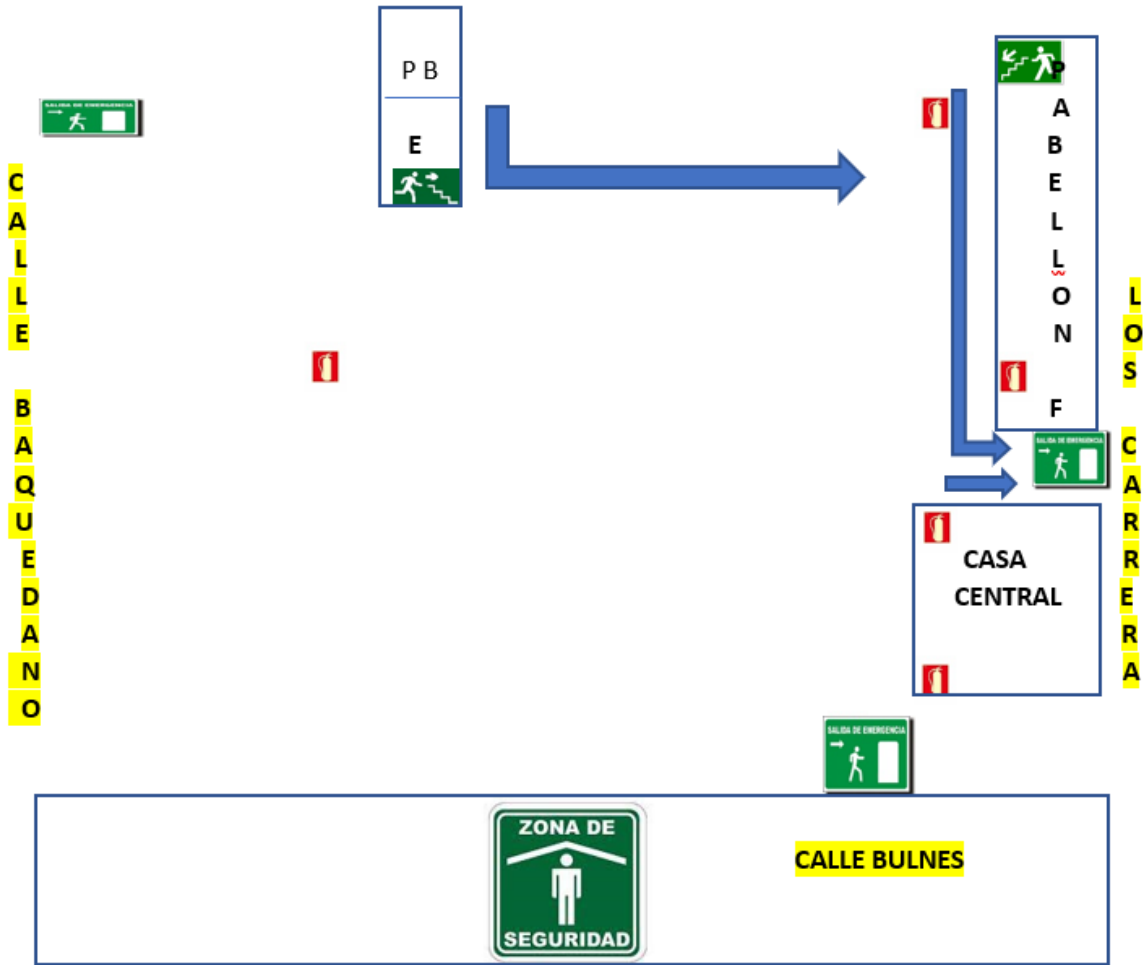 P B
E
SALIDA DE EMERGENCIA
CALLE BAQUEDANO
PABELLON F
LOS CARRERA
SALIDA DE EMERGENCIA
CASA
CENTRAL
SALIDA DE EMERGENCIA
ZONA DE
SEGURIDAD
CALLE BULNES